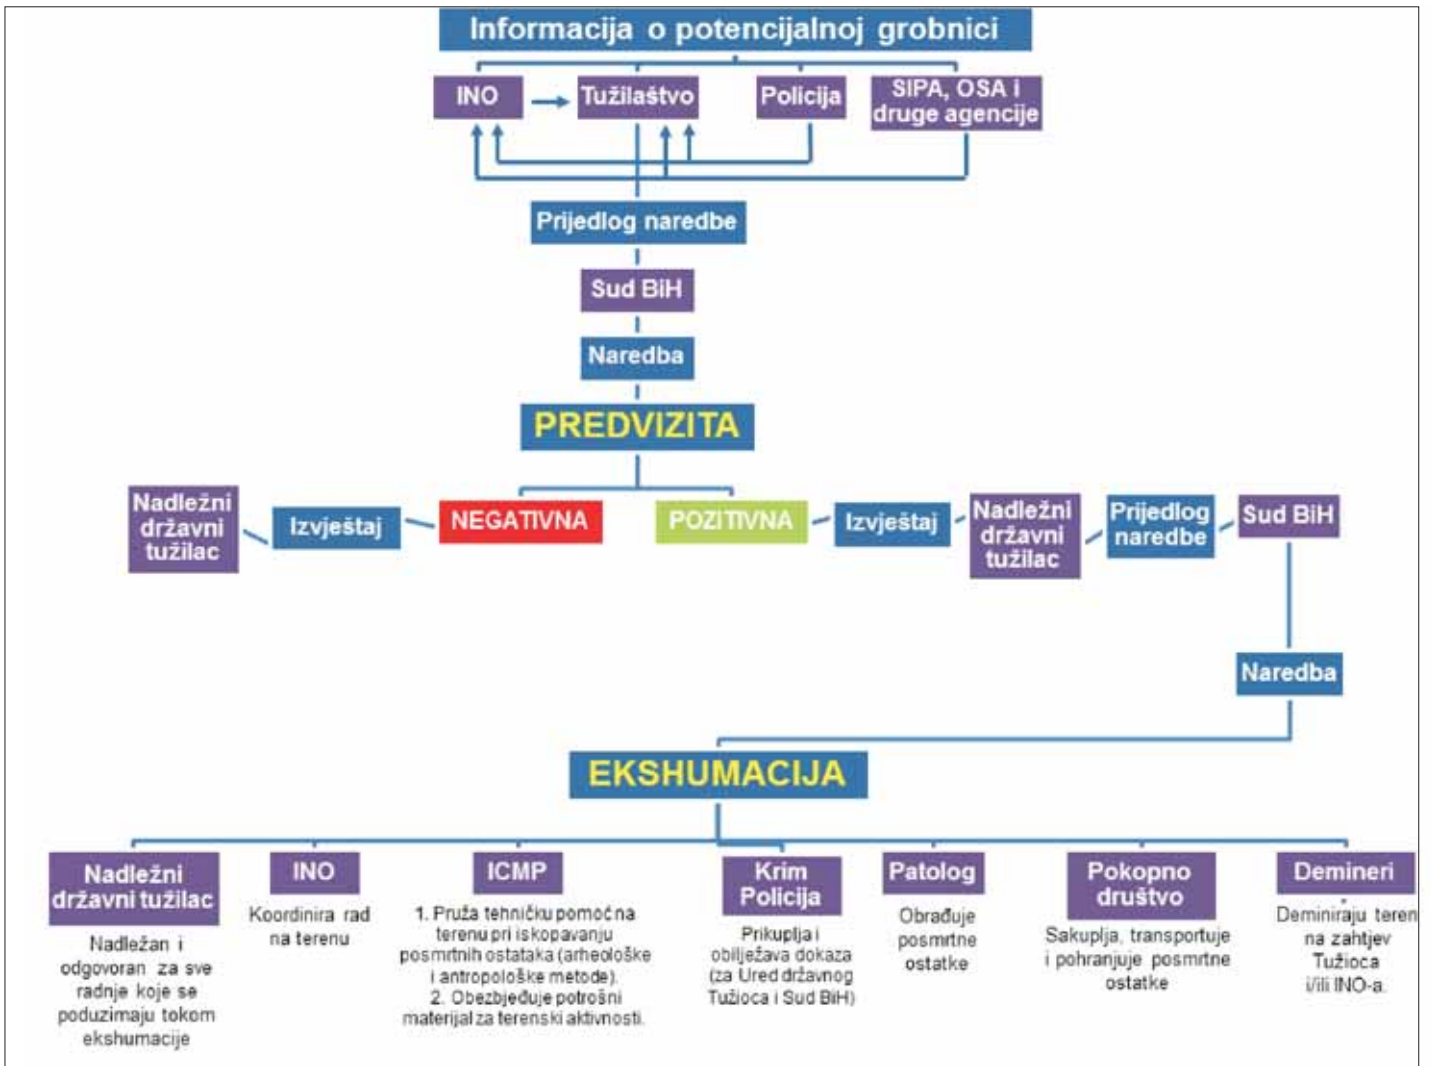 Informacija o potencijalnoj grobnici
INO
Tužilaštvo
Policija
SIPA, OSA i
druge agencije
Prijedlog naredbe
Sud BiH
Naredba
PREDVIZITA
Nadležni
državni
tužilac
Izvještaj
NEGATIVNA
POZITIVNA
Izvještaj
Nadležni
državni
tužilac
Prijedlog
naredbe
Sud BiH
Naredba
EKSHUMACIJA
Nadležni
državni tužilac
Nadležan i
odgovoran za sve
radnje koje se
poduzimaju tokom
ekshumacije
INO
Koordinira rad
na terenu
ICMP
1. Pruža tehničku pomoć na
terenu pri iskopavanju
posmrtnih ostataka (arheološke
i antropološke metode).
2. Obezbjeđuje potrošni
materijal za terenski aktivnosti.
Krim
Policija
Prikuplja i
obilježava dokaza
(za Ured državnog
Tužioca i Sud BiH)
Patolog
Obrađuje
posmrtne
ostatke
Pokopno
društvo
Sakuplja, transportuje
i pohranjuje posmrtne
ostatke
Demineri
Deminiraju teren
na zahtjev
Tužioca
i/ili INO-a.